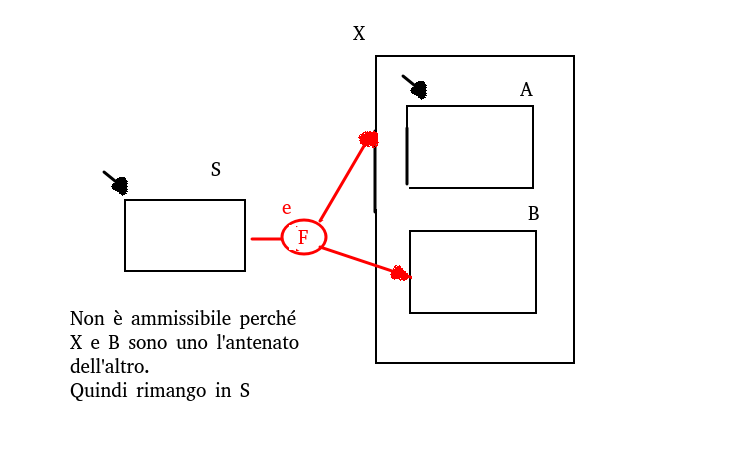 X
A
S
B
e
F
Non è ammissibile perché
X e B sono uno l'antenato
dell'altro.
Quindi rimango in S